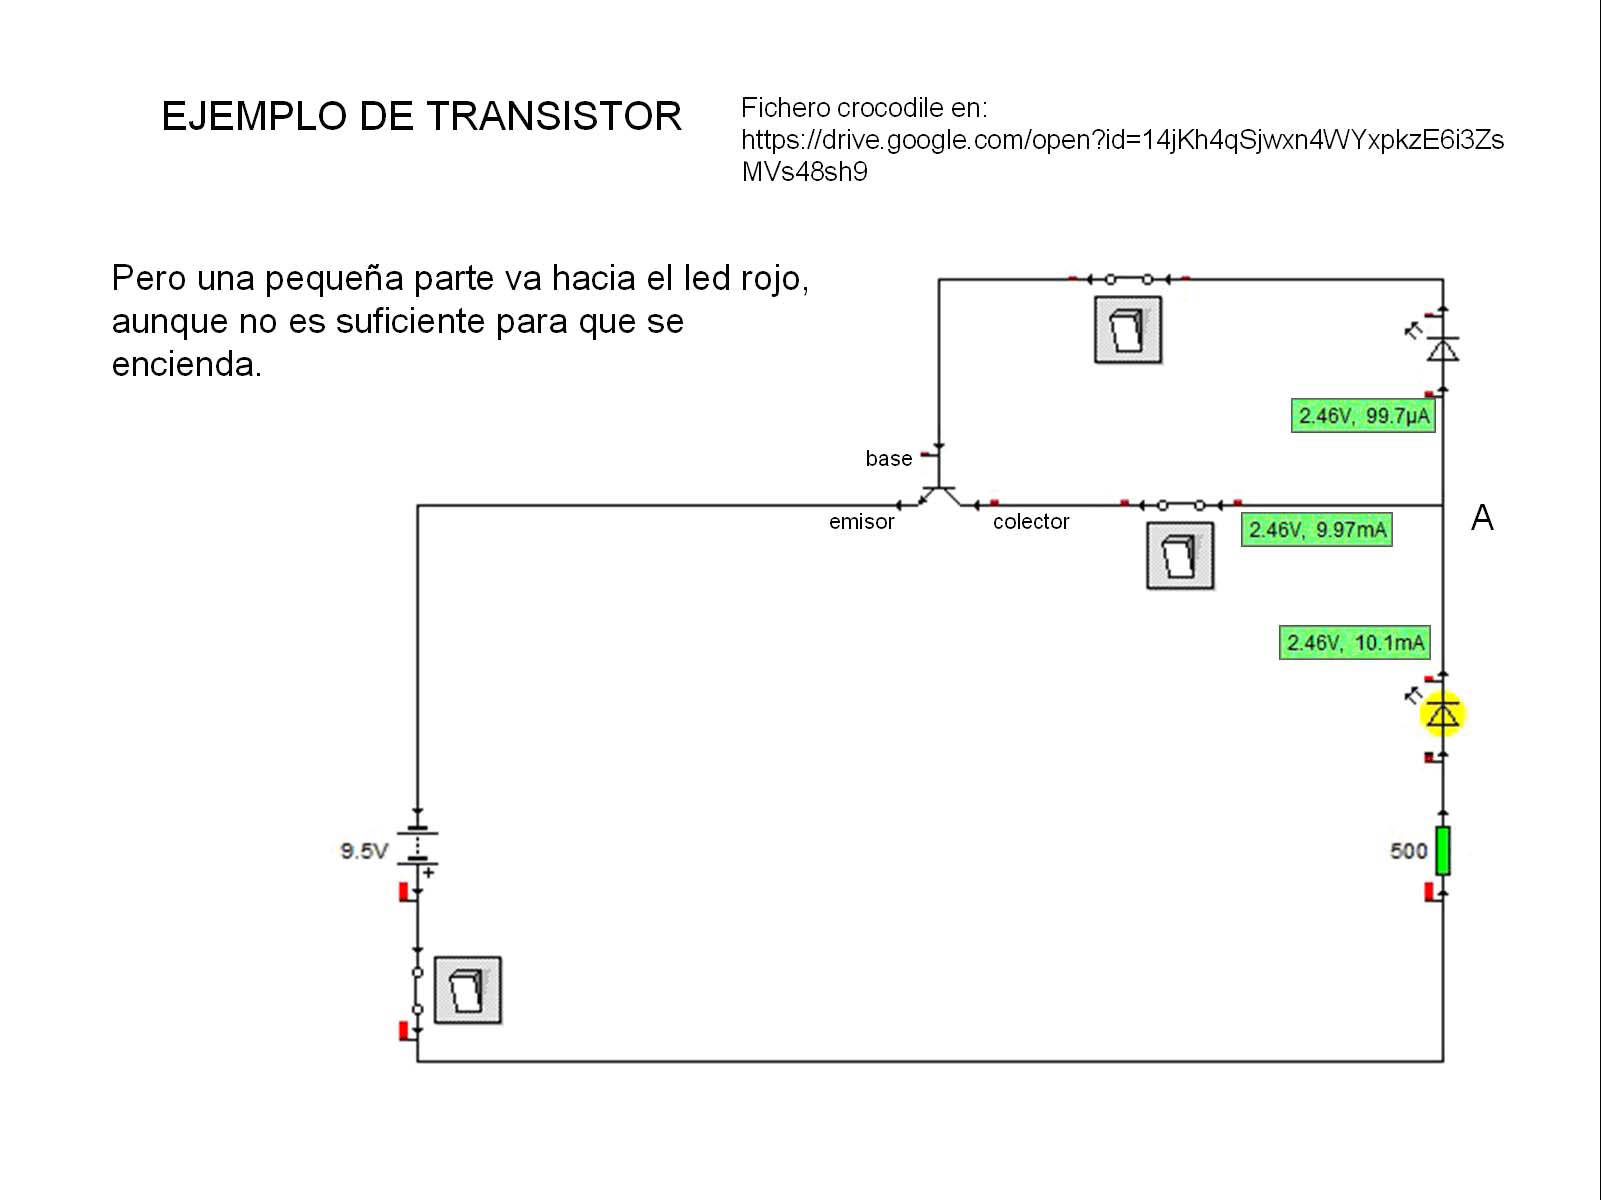 EJEMPLO DE TRANSISTOR
Fichero crocodile en:
https://drive.google.com/open?id=14jKh4qSjwxn4WYxpkzE6i3Zs
MVs48sh9
Pero una pequeña parte va hacia el led rojo,
aunque no es suficiente para que se
encienda.
2.46V, 99.7µA
base
emisor
colector
A
2.46V, 9.97mA
2.46V, 10.1mA
9.5V
+
500